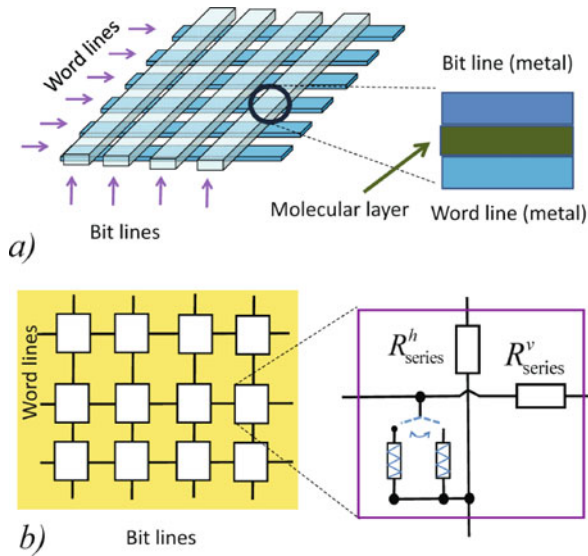 Word lines
Bit line (metal)
Molecular layer
Word line (metal)
Bit lines
a)
Word lines
R^h_series
R^v_series
b)
Bit lines